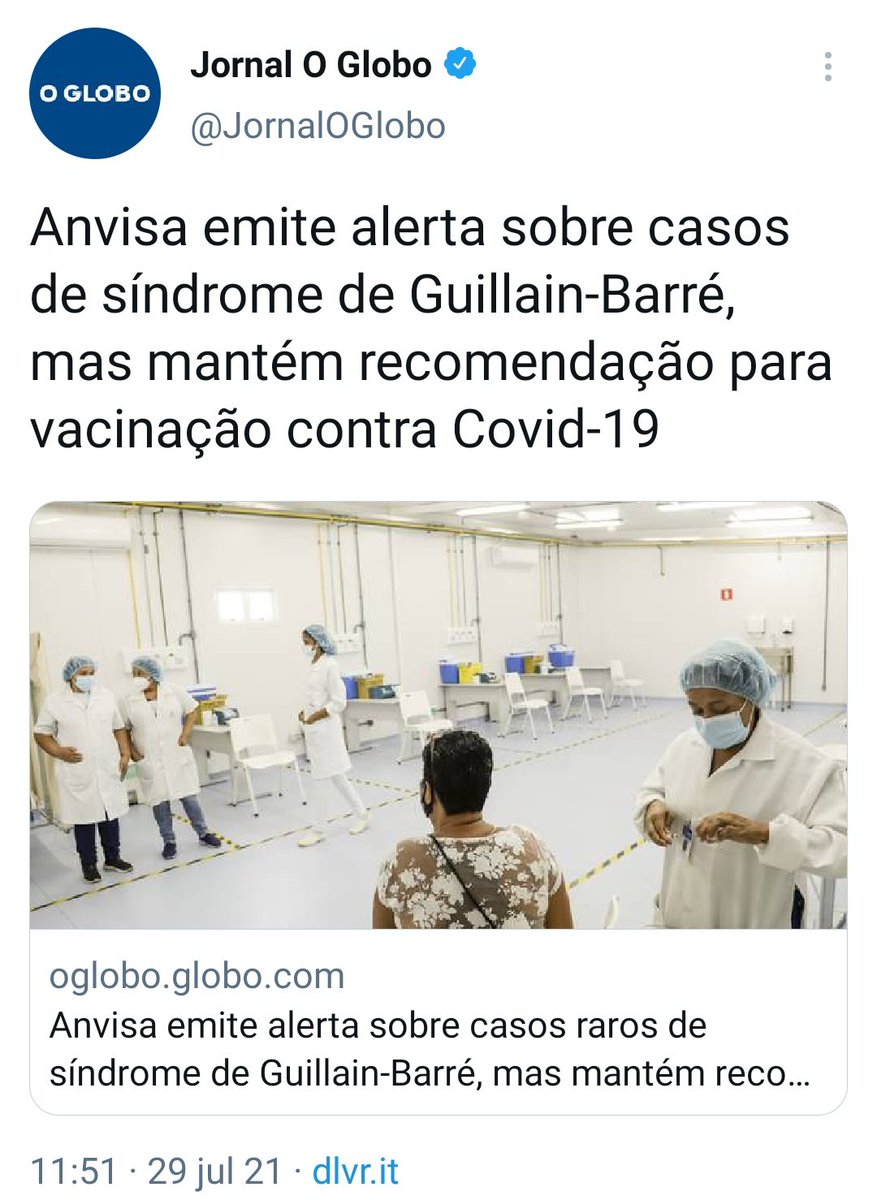 O GLOBO
Jornal O Globo
@JornalOGlobo
Anvisa emite alerta sobre casos
de síndrome de Guillain-Barré,
mas mantém recomendação para
vacinação contra Covid-19
oglobo.globo.com
Anvisa emite alerta sobre casos raros de
síndrome de Guillain-Barré, mas mantém reco...
11:51 · 29 jul 21 · dlvr.it